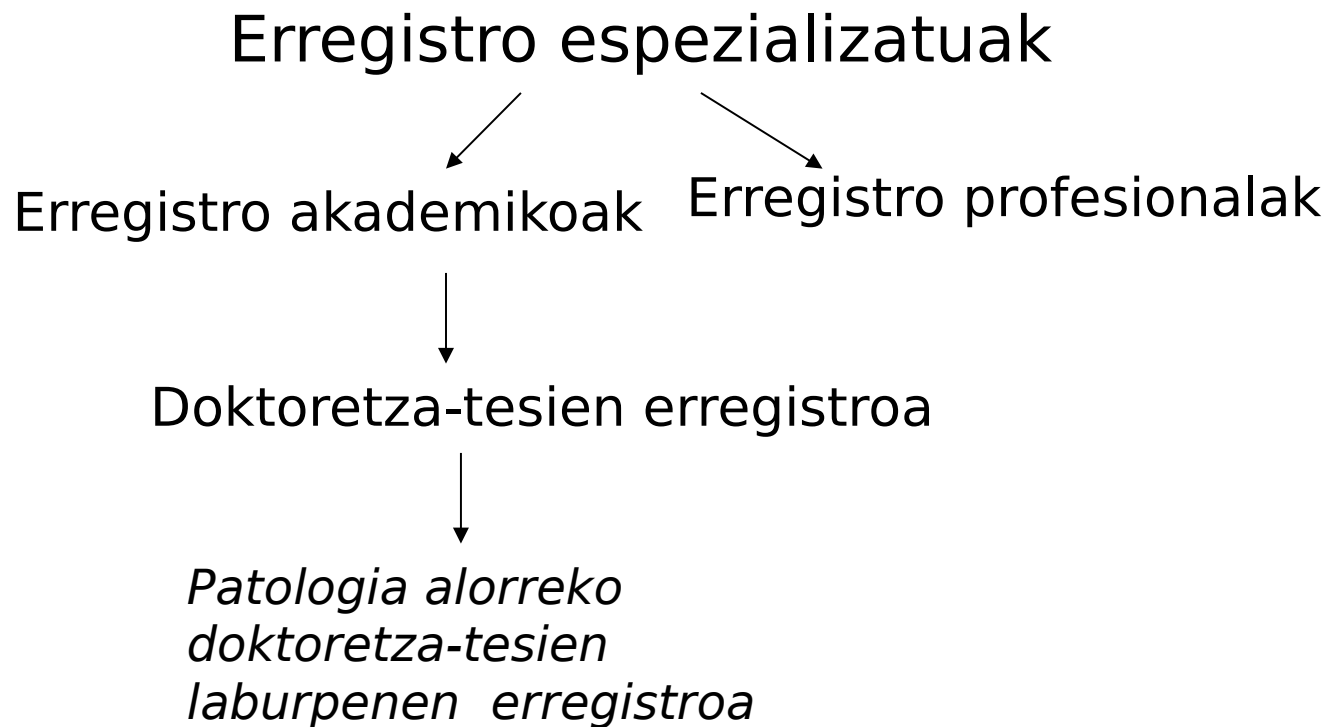 Erregistro espezializatuak
Erregistro akademikoak
Erregistro profesionalak
Doktoretza-tesien erregistroa
Patologia alorreko
doktoretza-tesien
laburpenen erregistroa